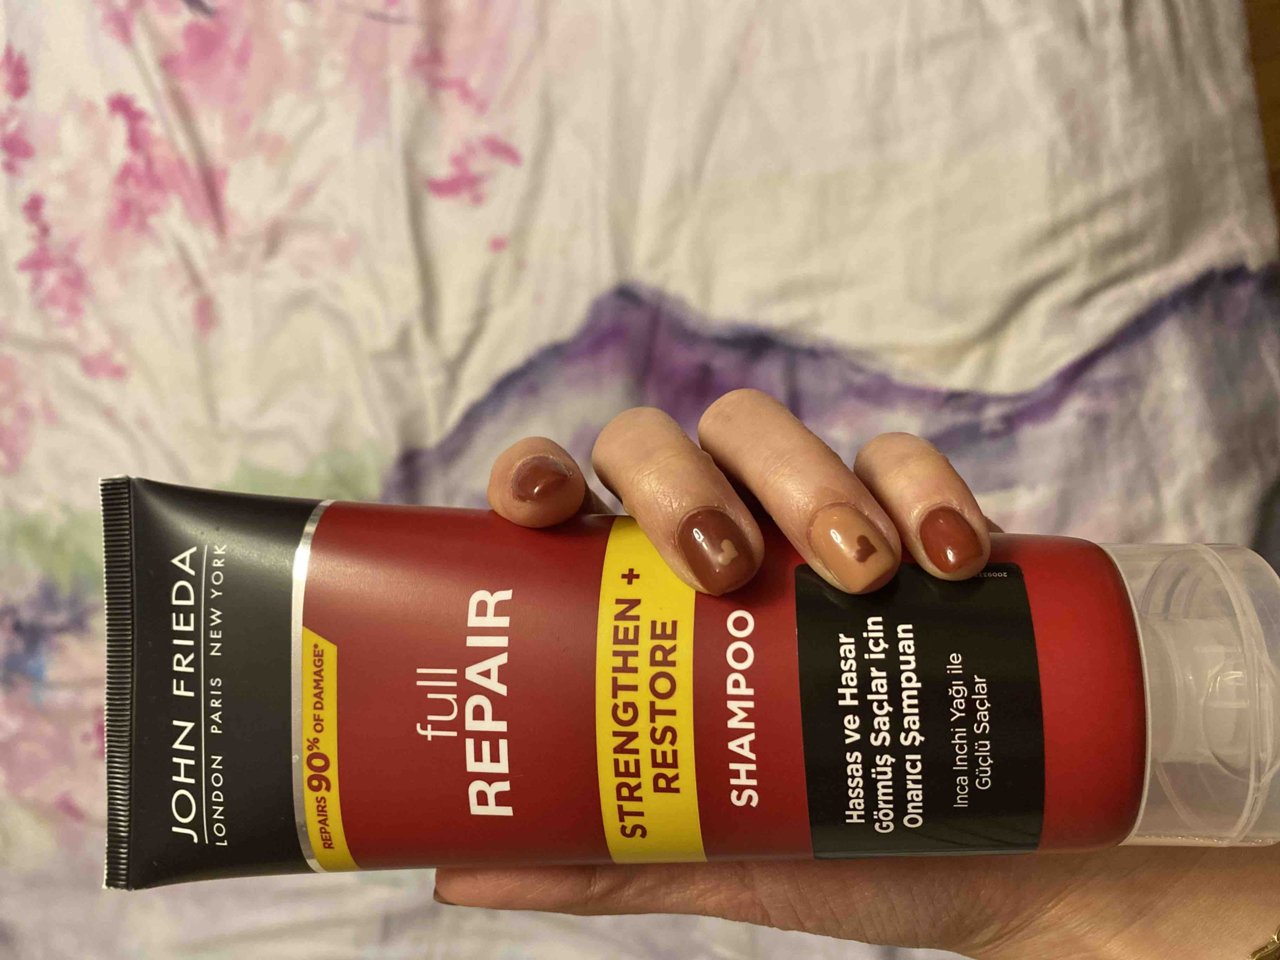 JOHN FRIEDA
LONDON PARIS NEW YORK
REPAIRS 90% OF DAMAGE*
full
REPAIR
STRENGTHEN +
RESTORE
SHAMPOO
Hassas ve Hasar
Görmüş Saçlar için
Onarıcı Şampuan
Inca Inchi Yağı ile
Güçlü Saçlar